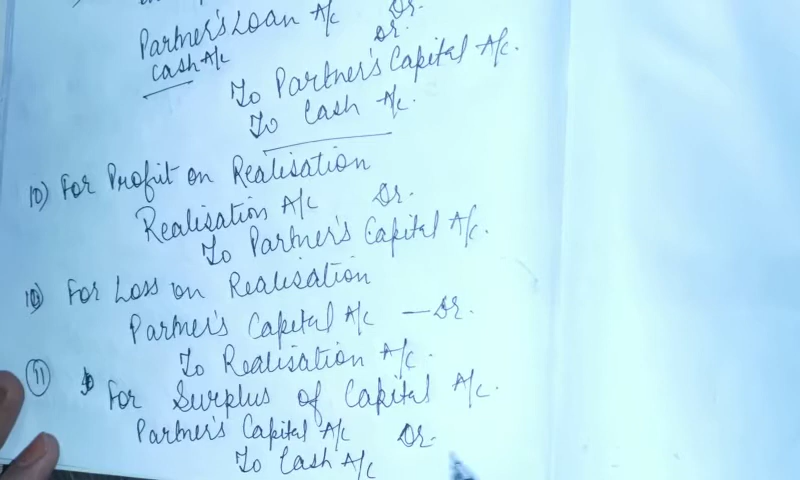 Partner's Loan A/c Dr.
Cash A/c Dr.
To Partner's Capital A/c.
To Cash A/c.
10) For Profit on Realisation
Realisation A/c Dr.
To Partner's Capital A/c.
10) For Loss on Realisation
Partner's Capital A/c — Dr.
To Realisation A/c.
11) For Surplus of Capital A/c.
Partner's Capital A/c Dr.
To Cash A/c